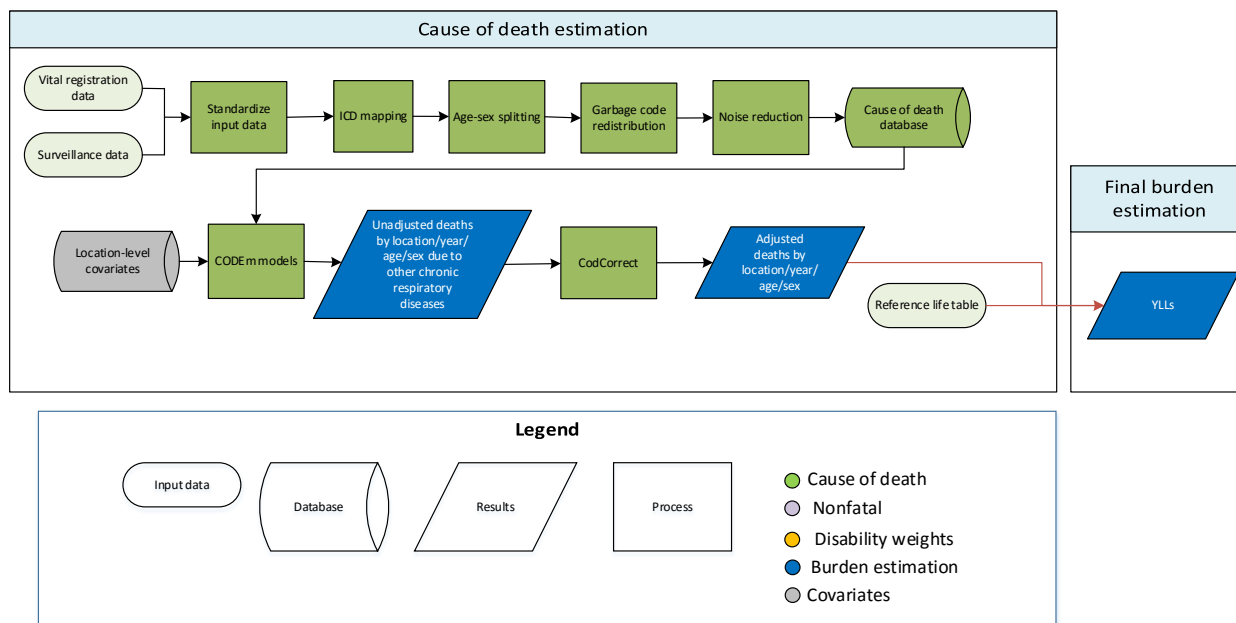 Cause of death estimation
Vital registration
data
Surveillance data
Standardize
input data
ICD mapping
Age-sex splitting
Garbage code
redistribution
Noise reduction
Cause of death
database
Location-level
covariates
CODEm models
Unadjusted deaths
by location/year/
age/sex due to
other chronic
respiratory
diseases
CodCorrect
Adjusted
deaths by
location/year/
age/sex
Reference life table
Final burden
estimation
YLLs
Legend
Input data
Database
Results
Process
Cause of death
Nonfatal
Disability weights
Burden estimation
Covariates